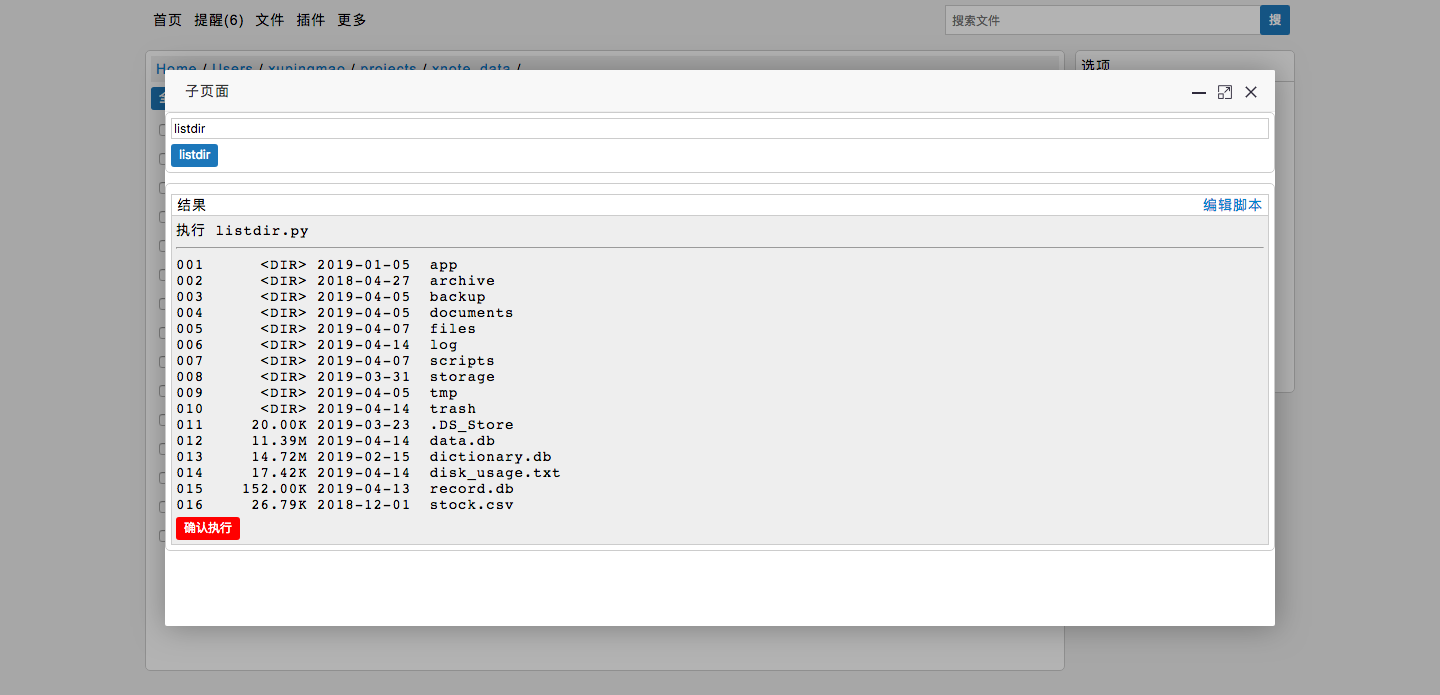 首页 提醒(6) 文件 插件 更多
搜索文件 搜
Home / Users / xupingmao / projects / xnote_data /
选项
子页面
listdir
listdir
结果 编辑脚本
执行 listdir.py
001 <DIR> 2019-01-05 app
002 <DIR> 2018-04-27 archive
003 <DIR> 2019-04-05 backup
004 <DIR> 2019-04-05 documents
005 <DIR> 2019-04-07 files
006 <DIR> 2019-04-14 log
007 <DIR> 2019-04-07 scripts
008 <DIR> 2019-03-31 storage
009 <DIR> 2019-04-05 tmp
010 <DIR> 2019-04-14 trash
011 20.00K 2019-03-23 .DS_Store
012 11.39M 2019-04-14 data.db
013 14.72M 2019-02-15 dictionary.db
014 17.42K 2019-04-14 disk_usage.txt
015 152.00K 2019-04-13 record.db
016 26.79K 2018-12-01 stock.csv
确认执行